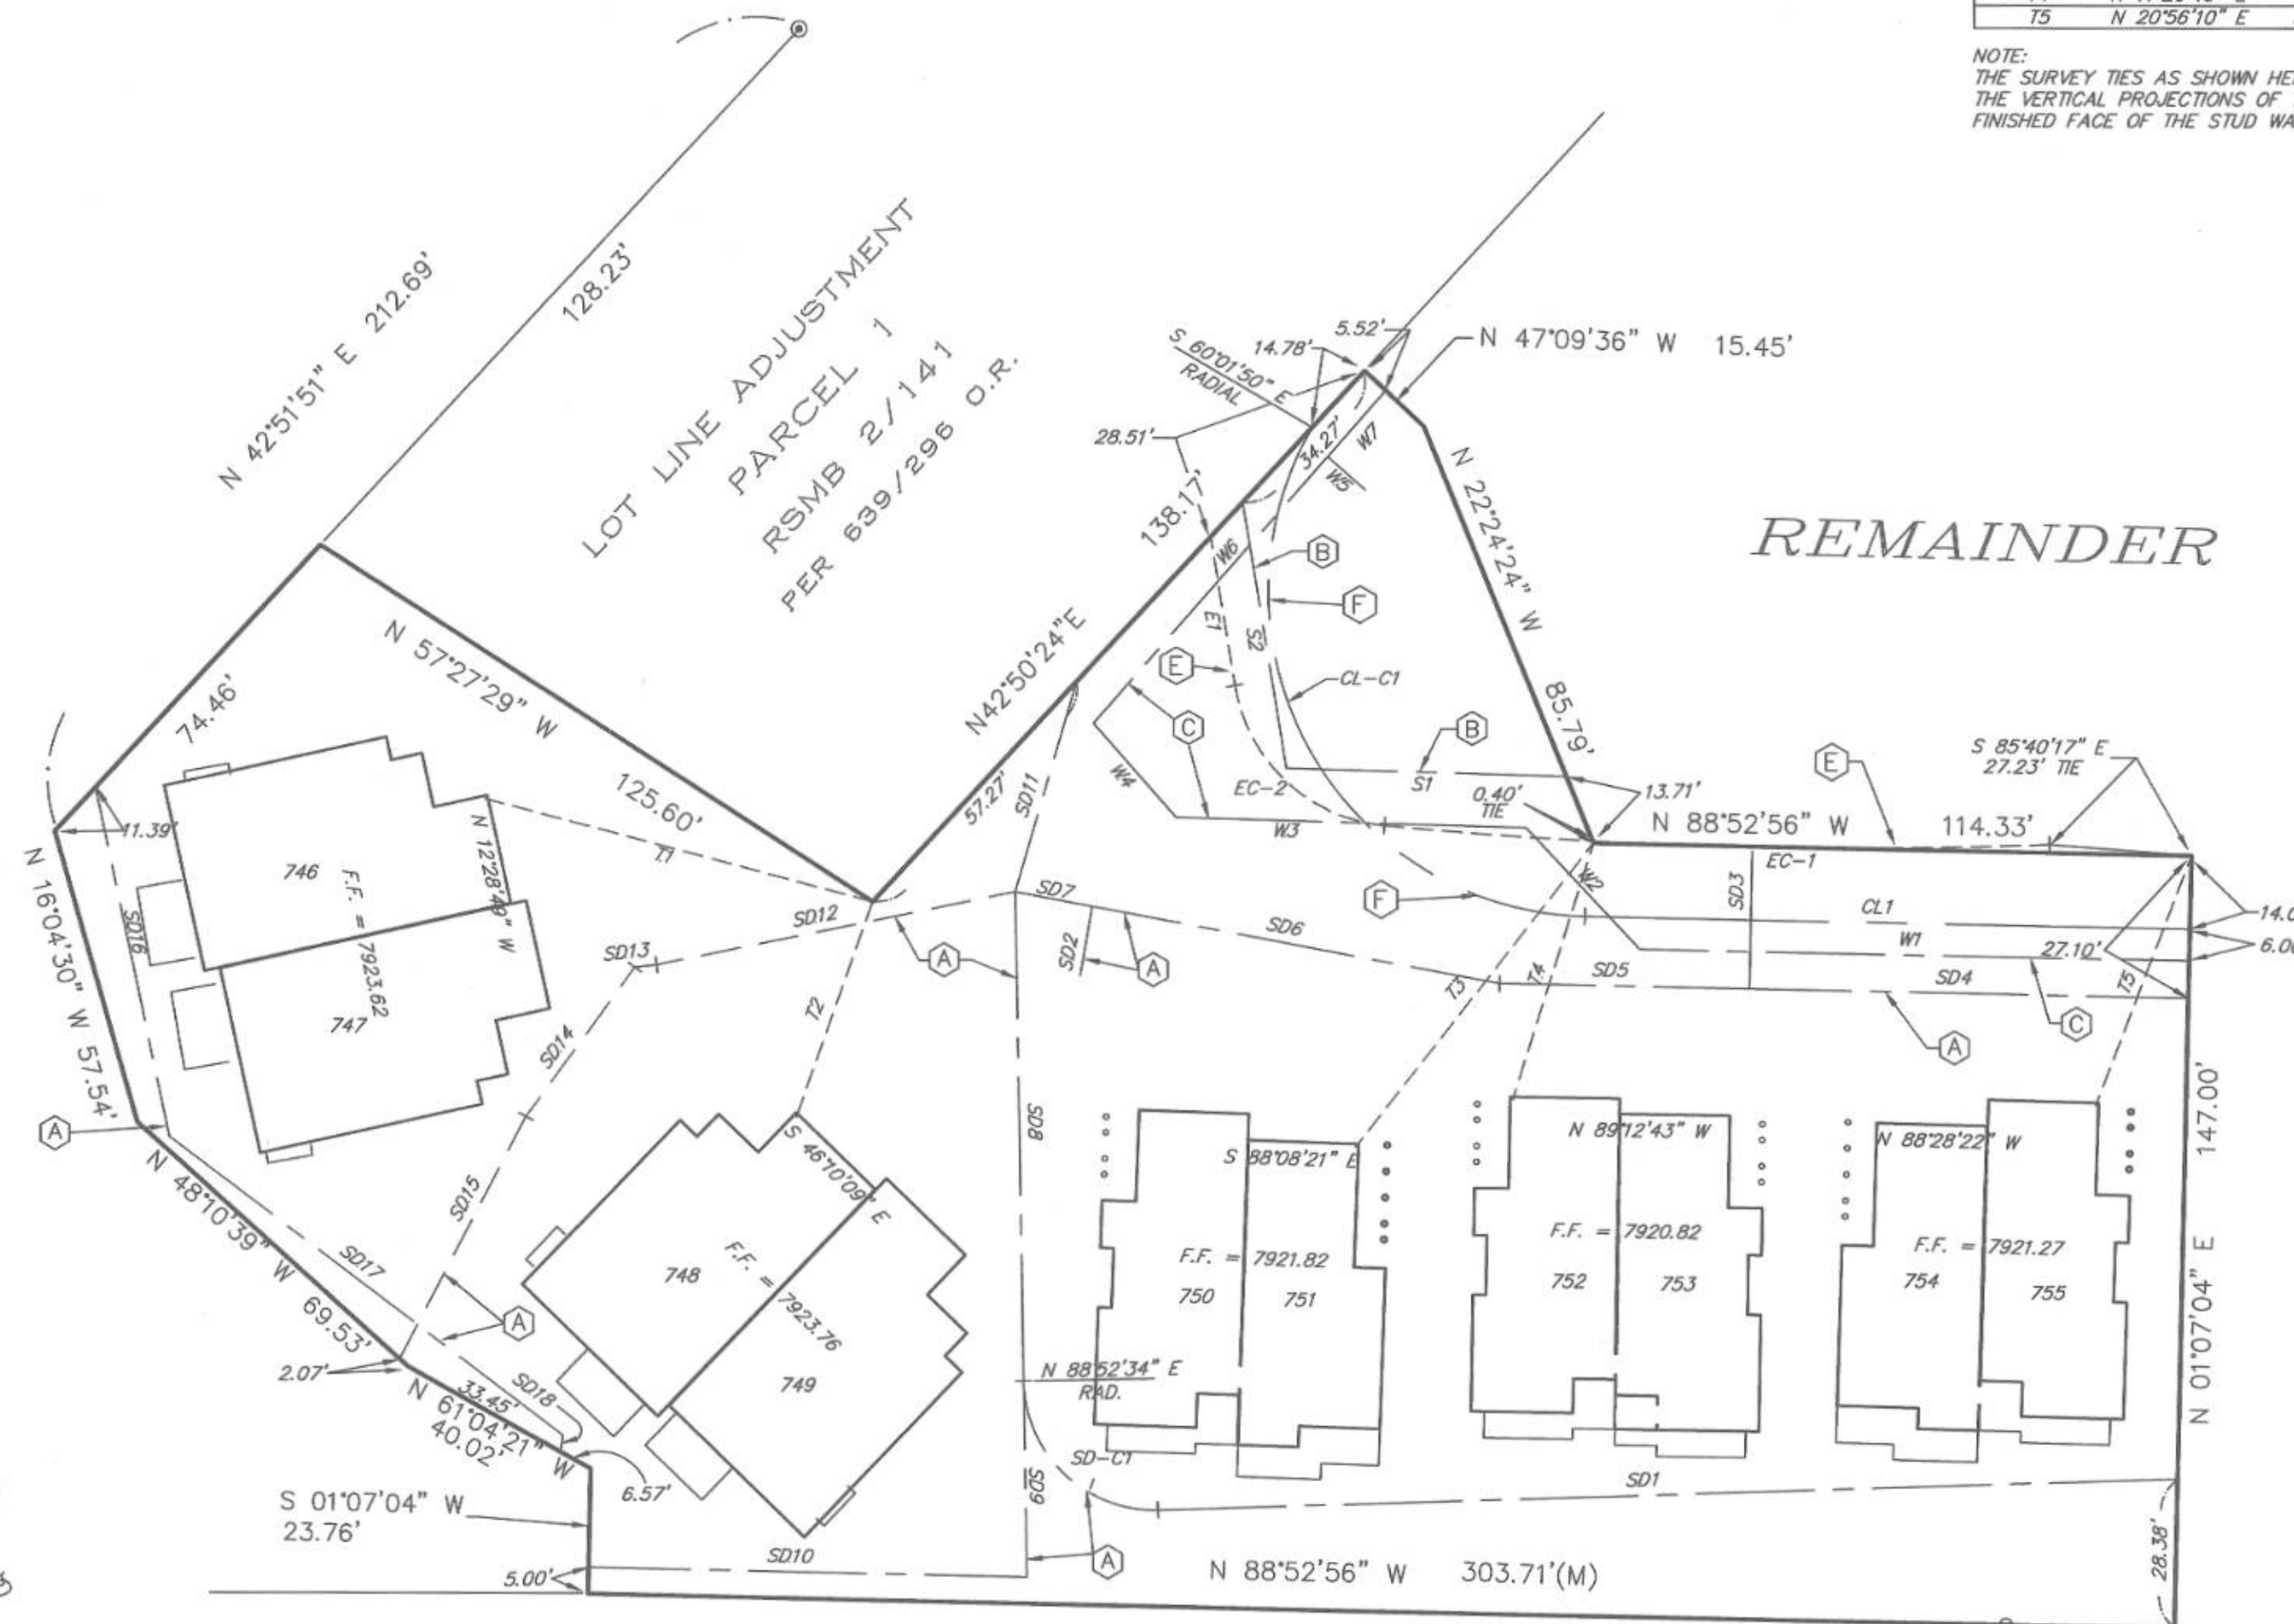 T5 N 20°56'10" E
NOTE:
THE SURVEY TIES AS SHOWN
THE VERTICAL PROJECTIONS OF
FINISHED FACE OF THE STUD
N 42°51'51" E 212.69'
128.23'
LOT LINE ADJUSTMENT
PARCEL 1
RSMB 2/141
PER 639/296 O.R.
5.52'
14.78'
N 47°09'36" W 15.45'
S 60°01'50" E
RADIAL
28.51'
34.27'
W7
W5
138.17'
N 22°24'24" W
85.79'
REMAINDER
W6
B
F
E1
S2
E
CL-C1
C
N42°50'24"E
57.27'
SD11
W4
EC-2
S1
B
W3
0.40'
TIE
13.71'
E
S 85°40'17" E
27.23' TIE
N 88°52'56" W 114.33'
EC-1
N 57°27'29" W
125.60'
74.46'
11.39'
T1
746
F.F. = 7923.62
N 12°28'49" W
747
N 16°04'30" W 57.54'
SD16
A
SD12
SD13
SD7
SD2
A
A
SD6
F
W2
SD3
CL1
W1
27.10'
SD5
SD4
T3
T4
T5
C
A
T2
SD14
SD15
SD8
N 48°10'39" W
69.53'
SD17
A
2.07'
33.45'
SD18
N 61°04'21" W
40.02'
6.57'
S 01°07'04" W
23.76'
5.00'
S 46°10'09" E
748
F.F. = 7923.76
749
N 88°52'34" E
RAD.
SD-C1
SD9
SD10
A
S 88°08'21" E
F.F. = 7921.82
750
751
N 89°12'43" W
F.F. = 7920.82
752
753
N 88°28'22" W
F.F. = 7921.27
754
755
N 01°07'04" E 147.00'
SD1
28.38'
N 88°52'56" W 303.71'(M)